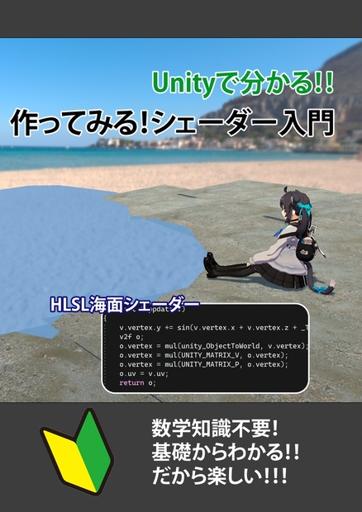 Unityで分かる!!
作ってみる!シェーダー入門
HLSL海面シェーダー
{
v.vertex.y += sin(v.vertex.x + v.vertex.z + _T
v2f o;
o.vertex = mul(unity_ObjectToWorld, v.vertex);
o.vertex = mul(UNITY_MATRIX_V, o.vertex);
o.vertex = mul(UNITY_MATRIX_P, o.vertex);
o.uv = v.uv;
return o;
数学知識不要!
基礎からわかる!!
だから楽しい!!!